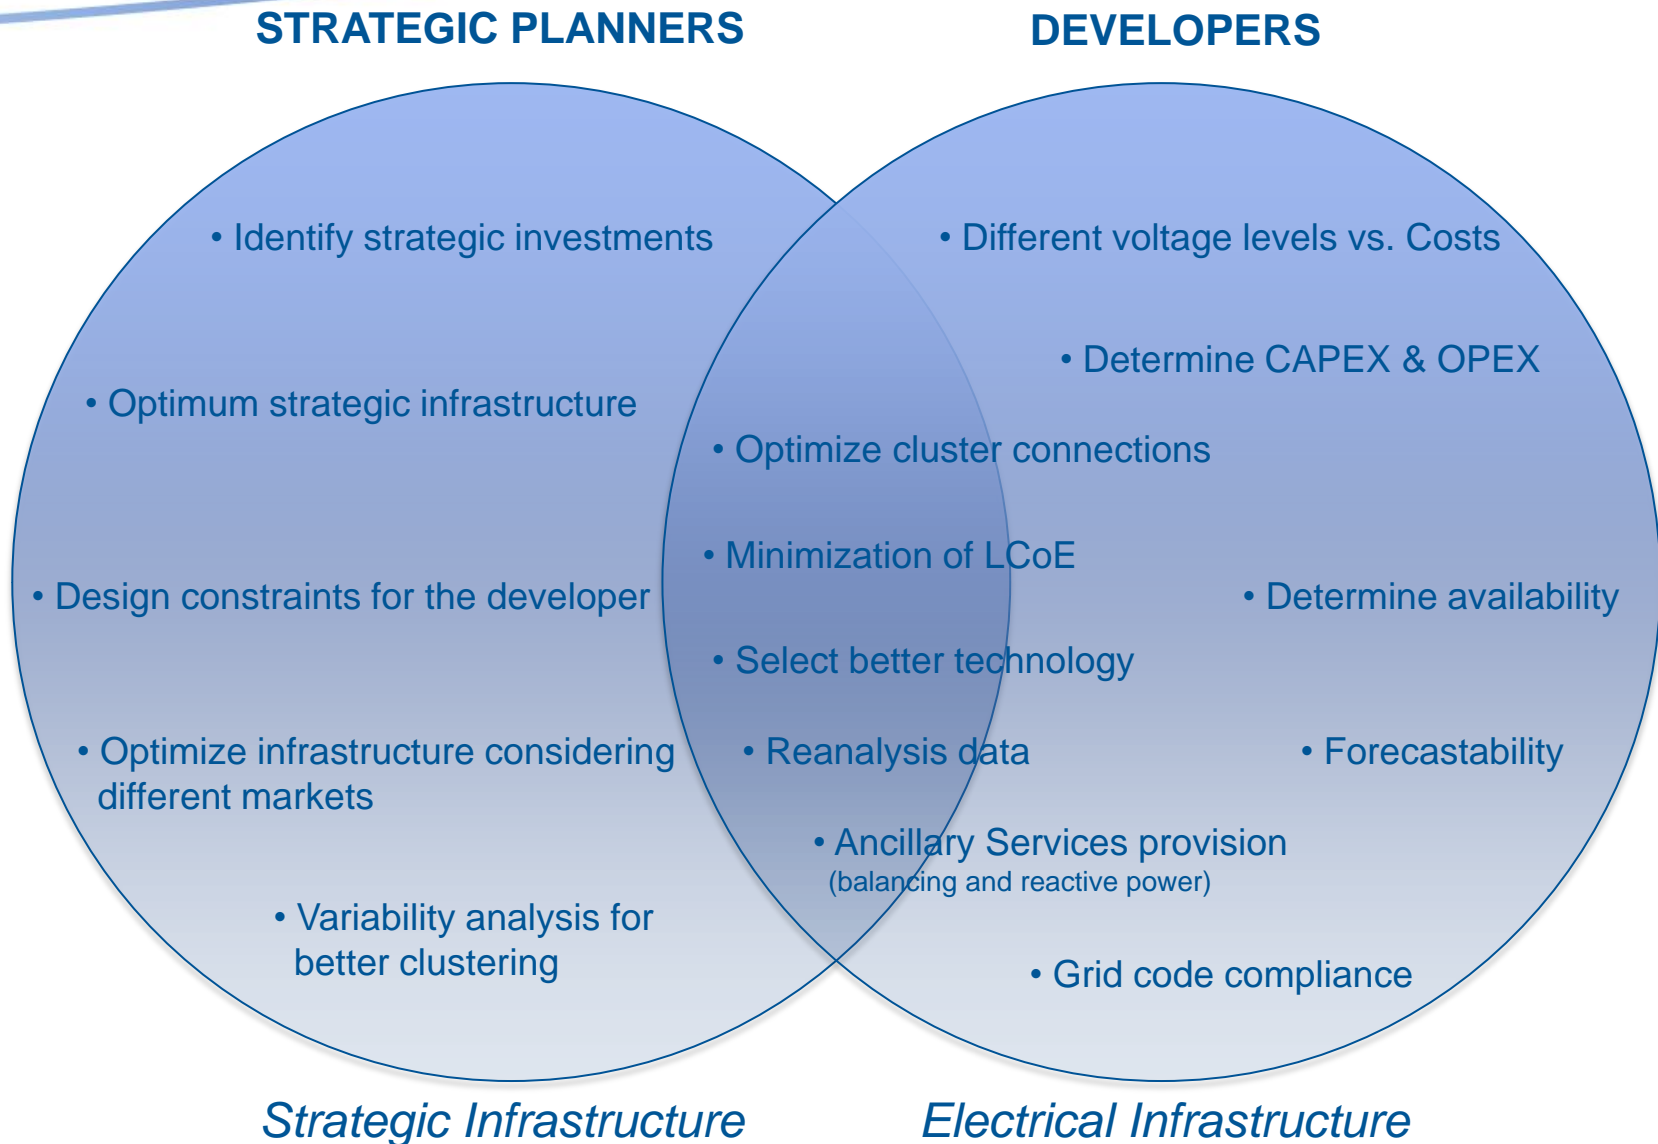 STRATEGIC PLANNERS
DEVELOPERS
• Identify strategic investments
• Different voltage levels vs. Costs
• Determine CAPEX & OPEX
• Optimum strategic infrastructure
• Optimize cluster connections
• Minimization of LCoE
• Design constraints for the developer
• Determine availability
• Select better technology
• Optimize infrastructure considering
different markets
• Reanalysis data
• Forecastability
• Ancillary Services provision
(balancing and reactive power)
• Variability analysis for
better clustering
• Grid code compliance
Strategic Infrastructure
Electrical Infrastructure